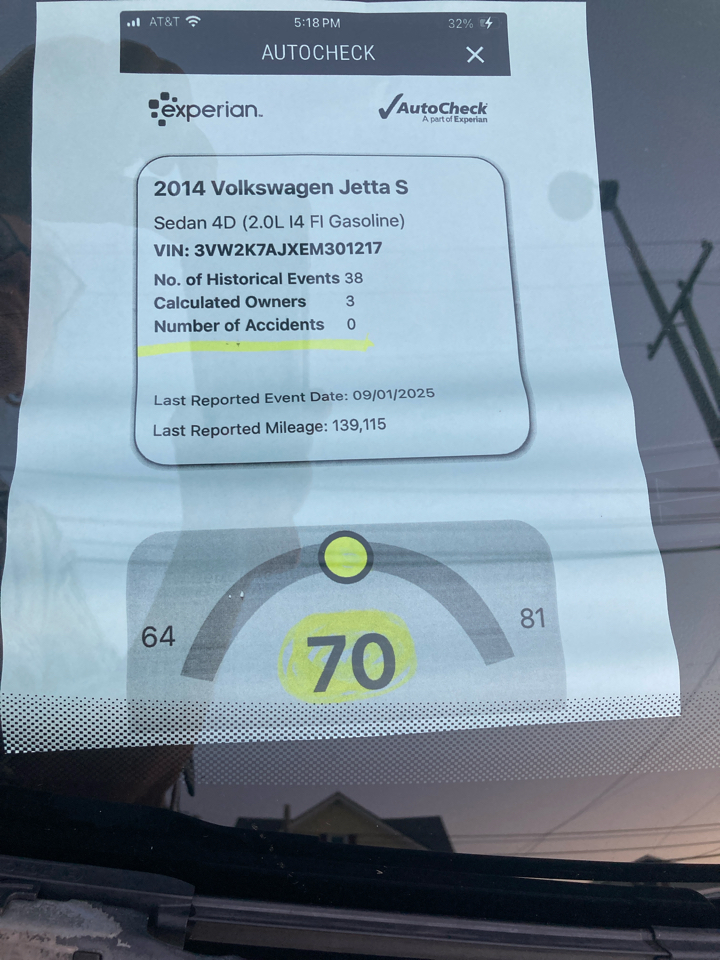 AT&T 5:18 PM 32%
AUTOCHECK ×
experian™ AutoCheck
A part of Experian
2014 Volkswagen Jetta S
Sedan 4D (2.0L I4 FI Gasoline)
VIN: 3VW2K7AJXEM301217
No. of Historical Events 38
Calculated Owners 3
Number of Accidents 0
Last Reported Event Date: 09/01/2025
Last Reported Mileage: 139,115
64 70 81